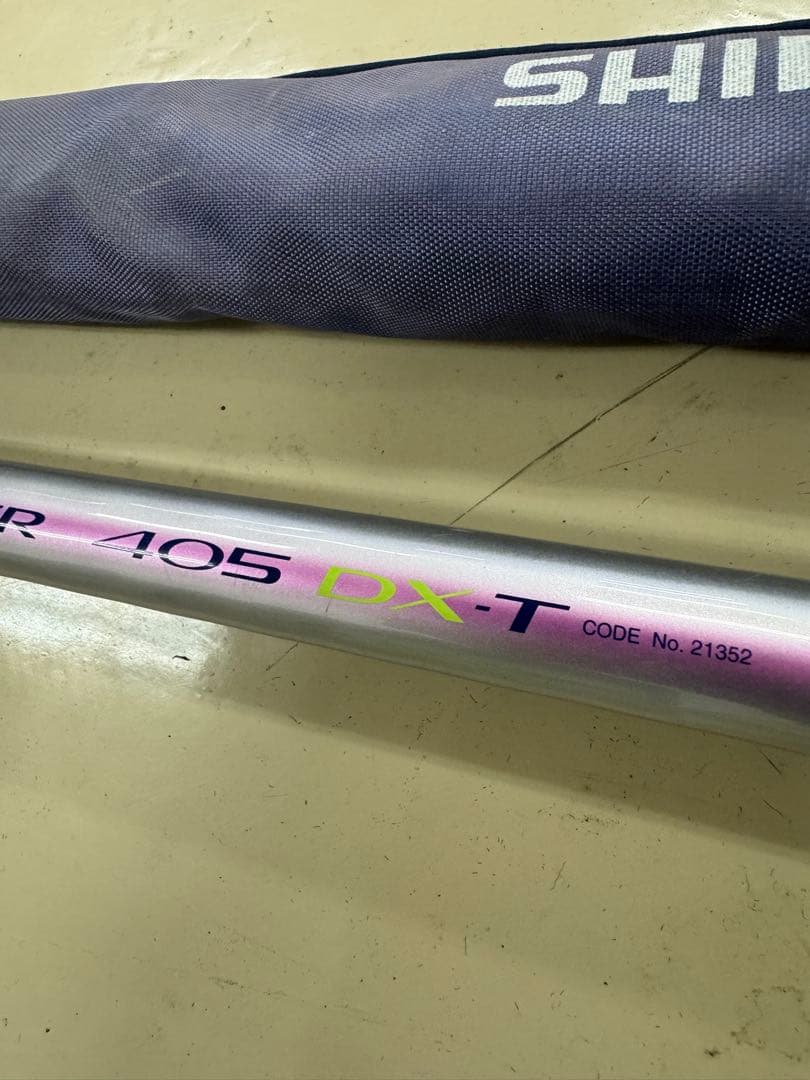 SHI
R 405 DX-T CODE No. 21352